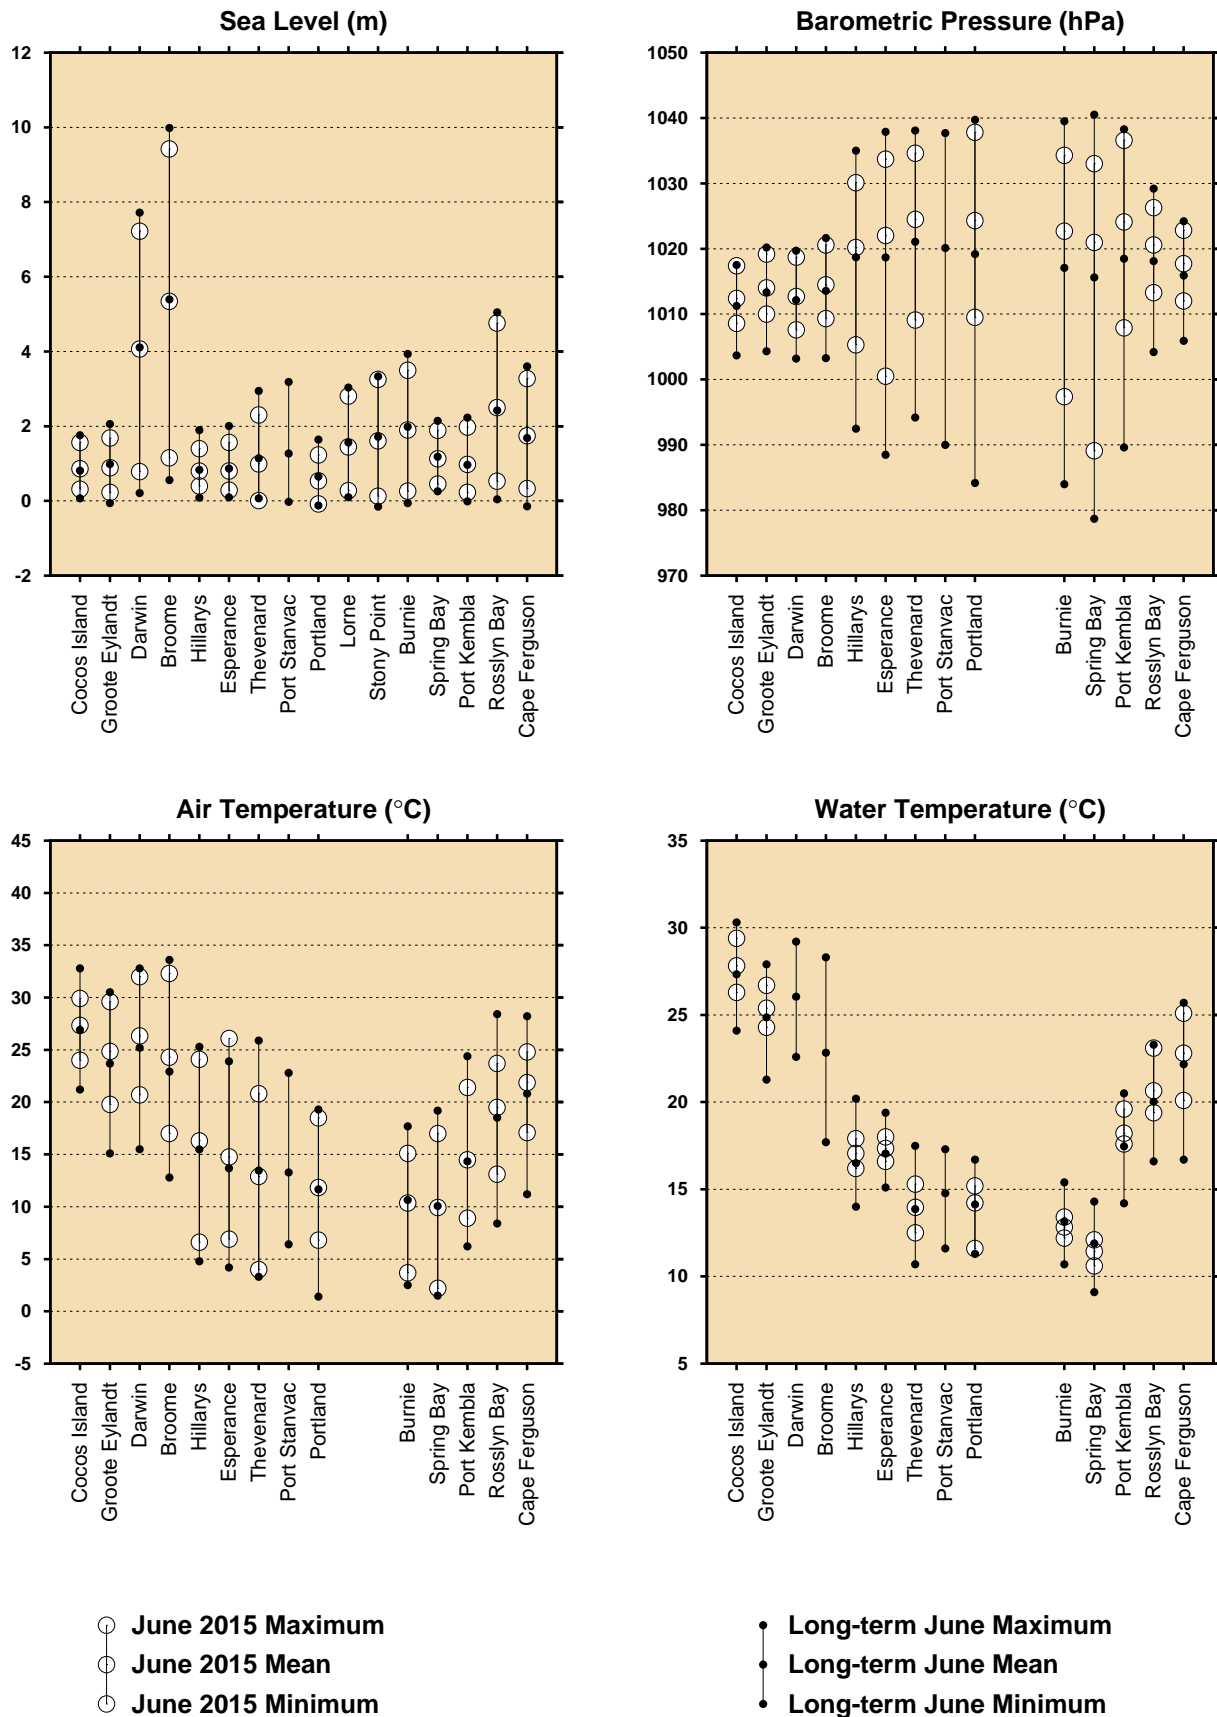 Sea Level (m)
12
10
8
6
4
2
0
-2
Cocos Island
Groote Eylandt
Darwin
Broome
Hillarys
Esperance
Thevenard
Port Stanvac
Portland
Lorne
Stony Point
Burnie
Spring Bay
Port Kembla
Rosslyn Bay
Cape Ferguson
Barometric Pressure (hPa)
1050
1040
1030
1020
1010
1000
990
980
970
Cocos Island
Groote Eylandt
Darwin
Broome
Hillarys
Esperance
Thevenard
Port Stanvac
Portland
Burnie
Spring Bay
Port Kembla
Rosslyn Bay
Cape Ferguson
Air Temperature (°C)
45
40
35
30
25
20
15
10
5
0
-5
Cocos Island
Groote Eylandt
Darwin
Broome
Hillarys
Esperance
Thevenard
Port Stanvac
Portland
Burnie
Spring Bay
Port Kembla
Rosslyn Bay
Cape Ferguson
Water Temperature (°C)
35
30
25
20
15
10
5
Cocos Island
Groote Eylandt
Darwin
Broome
Hillarys
Esperance
Thevenard
Port Stanvac
Portland
Burnie
Spring Bay
Port Kembla
Rosslyn Bay
Cape Ferguson
June 2015 Maximum
June 2015 Mean
June 2015 Minimum
Long-term June Maximum
Long-term June Mean
Long-term June Minimum